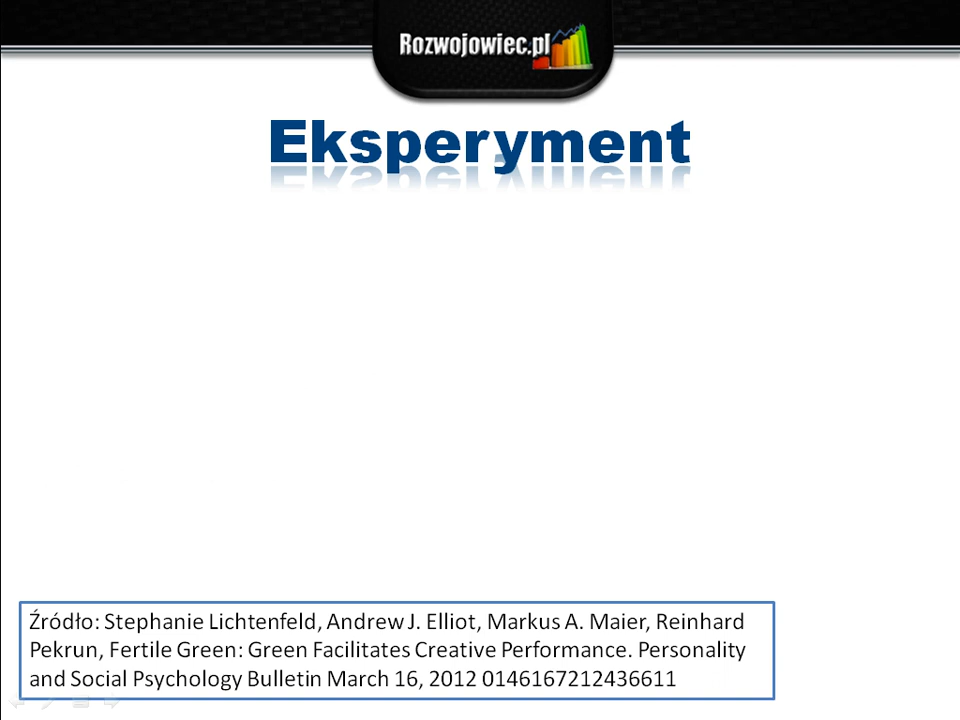 Rozwojowiec.pl
Eksperyment
Źródło: Stephanie Lichtenfeld, Andrew J. Elliot, Markus A. Maier, Reinhard
Pekrun, Fertile Green: Green Facilitates Creative Performance. Personality
and Social Psychology Bulletin March 16, 2012 0146167212436611